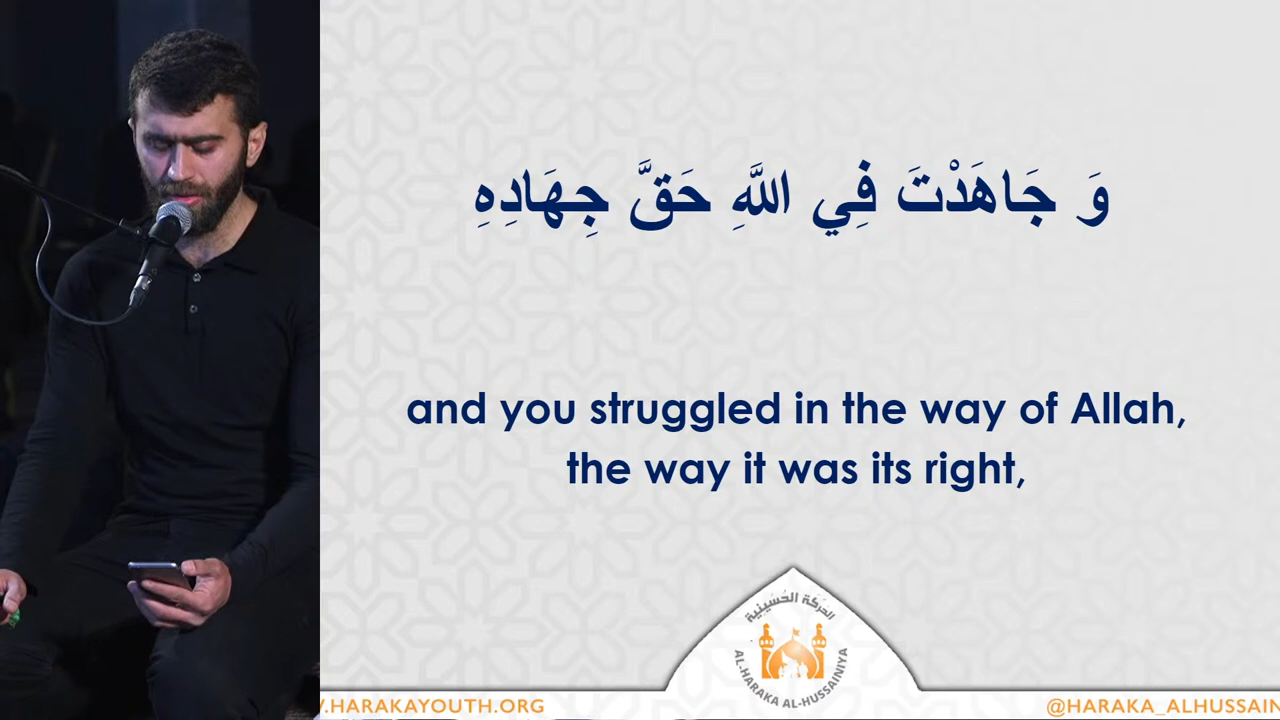 وَ جَاهَدْتَ فِي اللَّهِ حَقَّ جِهَادِهِ
and you struggled in the way of Allah,
the way it was its right,
الحركة الحسينية
AL-HARAKA AL-HUSSAINIYA
.HARAKAYOUTH.ORG
@HARAKA_ALHUSSAIN